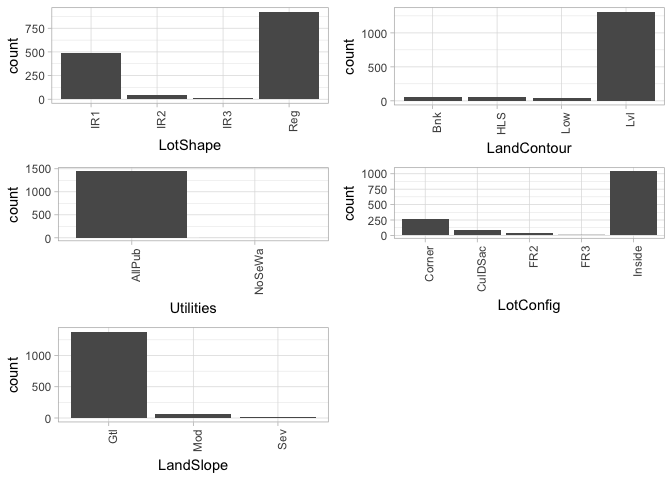 count
750
500
250
0
IR1
IR2
IR3
Reg
LotShape
count
1000
500
0
Bnk
HLS
Low
Lvl
LandContour
count
1500
1000
500
0
AllPub
NoSeWa
Utilities
count
1000
750
500
250
0
Corner
CulDSac
FR2
FR3
Inside
LotConfig
count
1000
500
0
Gtl
Mod
Sev
LandSlope